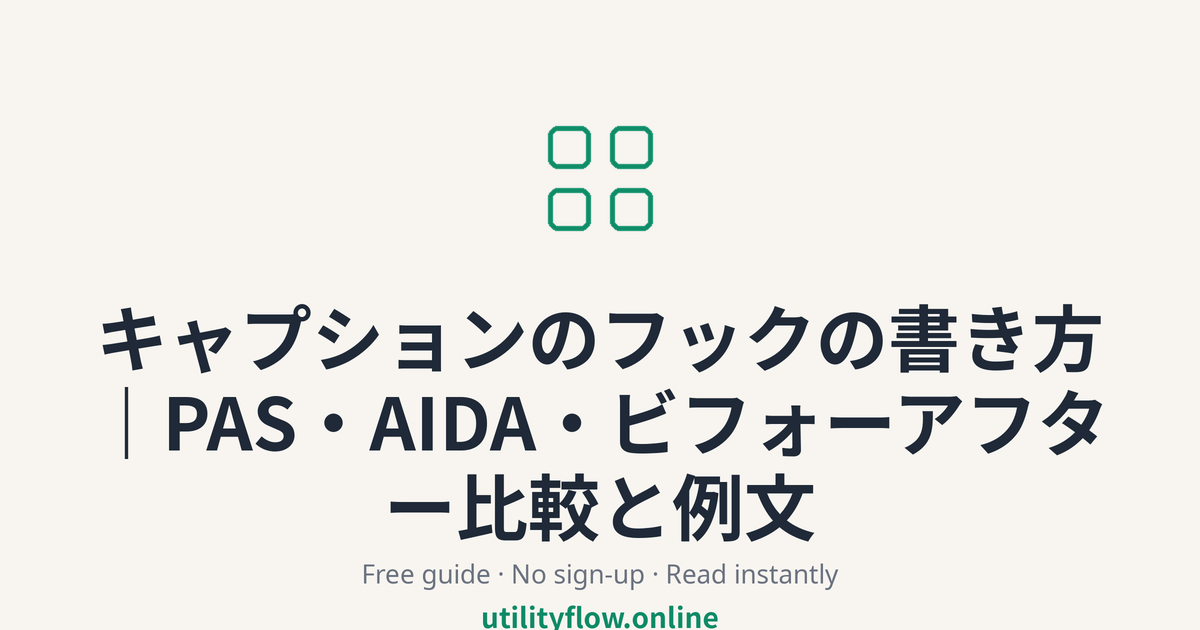 キャプションのフックの書き方
｜PAS・AIDA・ビフォーアフタ
ー比較と例文
Free guide · No sign-up · Read instantly
utilityflow.online